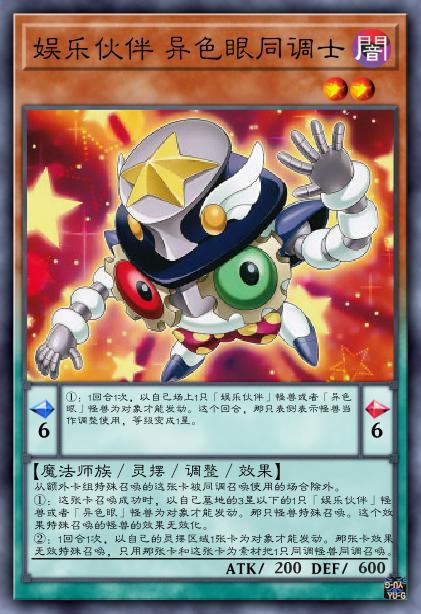 娱乐伙伴 异色眼同调士 闇
①：1回合1次，以自己场上1只「娱乐伙伴」怪兽或者「异色
眼」怪兽为对象才能发动。这个回合，那只表侧表示怪兽当
作调整使用，等级变成1星。
6
6
【魔法师族／灵摆／调整／效果】
从额外卡组特殊召唤的这张卡被同调召唤使用的场合除外。
①：这张卡召唤成功时，以自己墓地的3星以下的1只「娱乐伙伴」怪
兽或者「异色眼」怪兽为对象才能发动。那只怪兽特殊召唤。这个效
果特殊召唤的怪兽的效果无效化。
②：1回合1次，以自己的灵摆区域1张卡为对象才能发动。那张卡效果
无效特殊召唤，只用那张卡和这张卡为素材把1只同调怪兽同调召唤。
ATK/ 200 DEF/ 600
YU-G